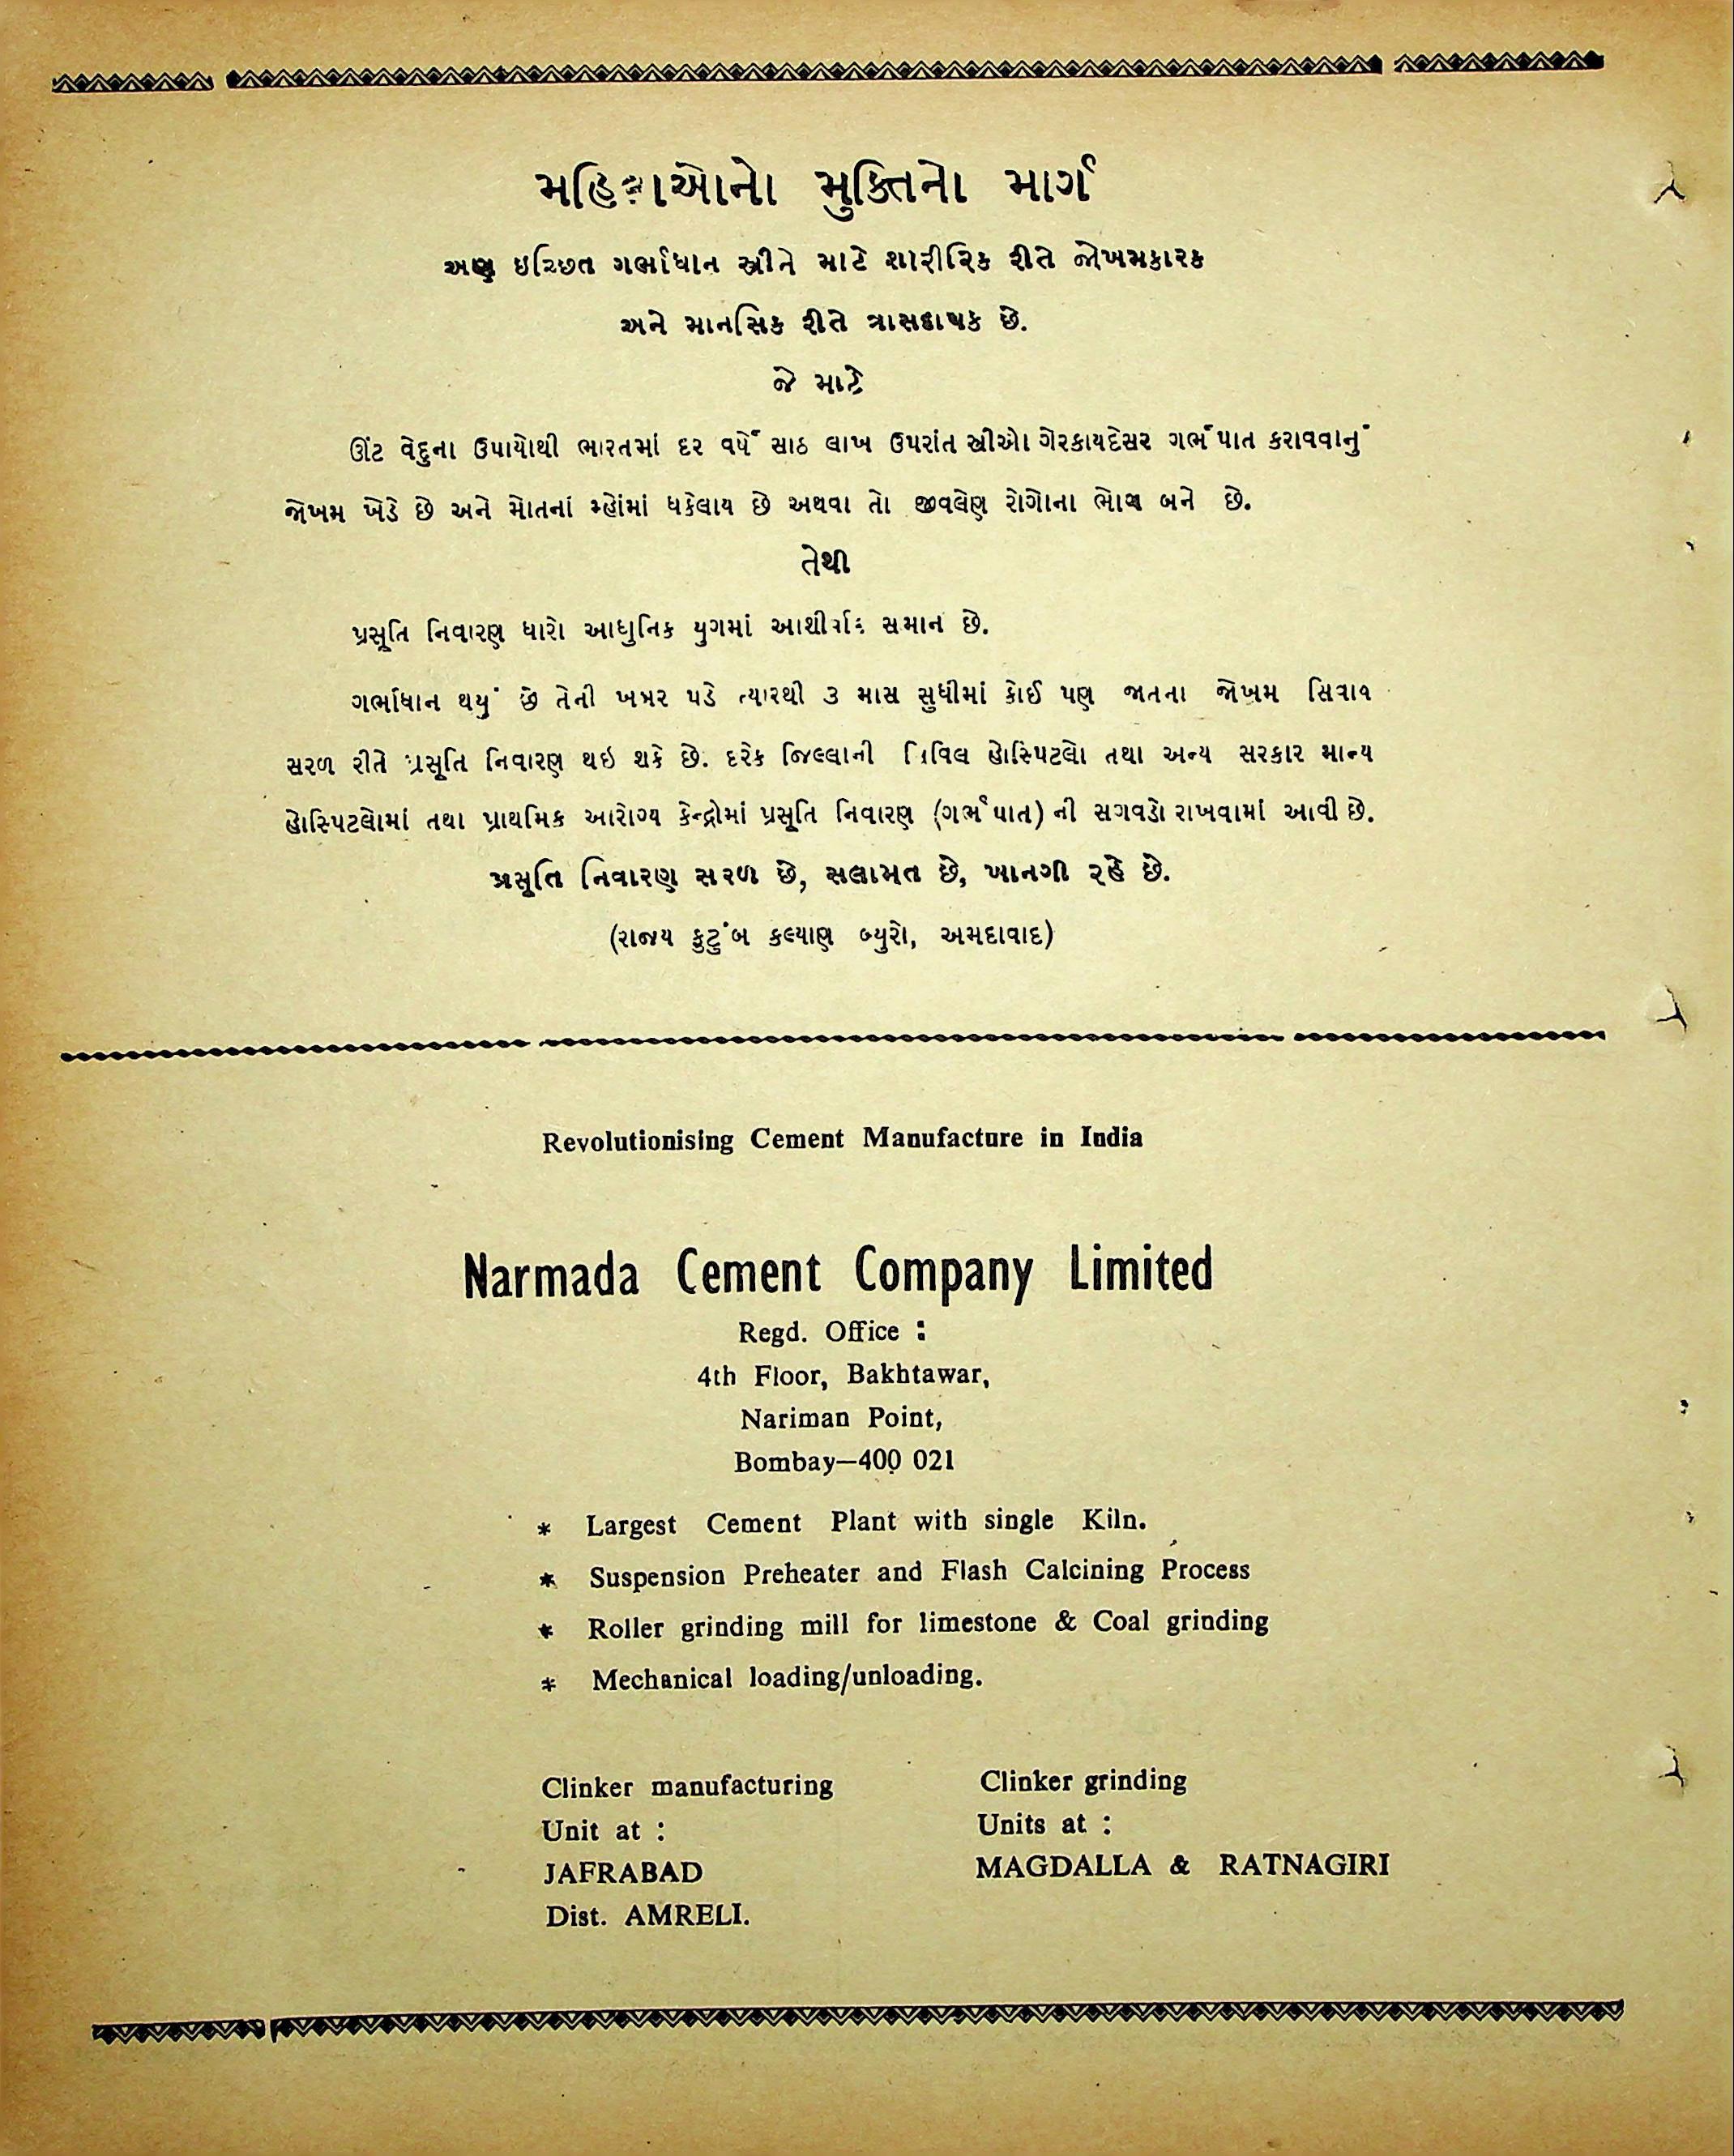 મહિલાઓનો મુક્તિનો માર્ગ
અણ ઇચ્છિત ગર્ભાધાન સ્ત્રીને માટે શારીરિક રીતે જોખમકારક
અને માનસિક રીતે ત્રાસદાયક છે.
જે માટે
ઊંટ વેદુના ઉપાયોથી ભારતમાં દર વર્ષે સાઠ લાખ ઉપરાંત સ્ત્રીઓ ગેરકાયદેસર ગર્ભપાત કરાવવાનું
જોખમ ખેડે છે અને મોતનાં મ્હોંમાં ધકેલાય છે અથવા તો જીવલેણ રોગોના ભોગ બને છે.
તેથી
પ્રસૂતિ નિવારણ ધારો આધુનિક યુગમાં આશીર્વાદ સમાન છે.
ગર્ભાધાન થયું છે તેની ખબર પડે ત્યારથી ૩ માસ સુધીમાં કોઈ પણ જાતના જોખમ સિવાય
સરળ રીતે પ્રસૂતિ નિવારણ થઇ શકે છે. દરેક જિલ્લાની સિવિલ હોસ્પિટલો તથા અન્ય સરકાર માન્ય
હોસ્પિટલોમાં તથા પ્રાથમિક આરોગ્ય કેન્દ્રોમાં પ્રસૂતિ નિવારણ (ગર્ભપાત) ની સગવડો રાખવામાં આવી છે.
પ્રસૂતિ નિવારણ સરળ છે, સલામત છે, ખાનગી રહે છે.
(રાજય કુટુંબ કલ્યાણ બ્યુરો, અમદાવાદ)
Revolutionising Cement Manufacture in India
Narmada Cement Company Limited
Regd. Office :
4th Floor, Bakhtawar,
Nariman Point,
Bombay—400 021
* Largest Cement Plant with single Kiln.
* Suspension Preheater and Flash Calcining Process
* Roller grinding mill for limestone & Coal grinding
* Mechanical loading/unloading.
Clinker manufacturing
Unit at :
JAFRABAD
Dist. AMRELI.
Clinker grinding
Units at :
MAGDALLA & RATNAGIRI